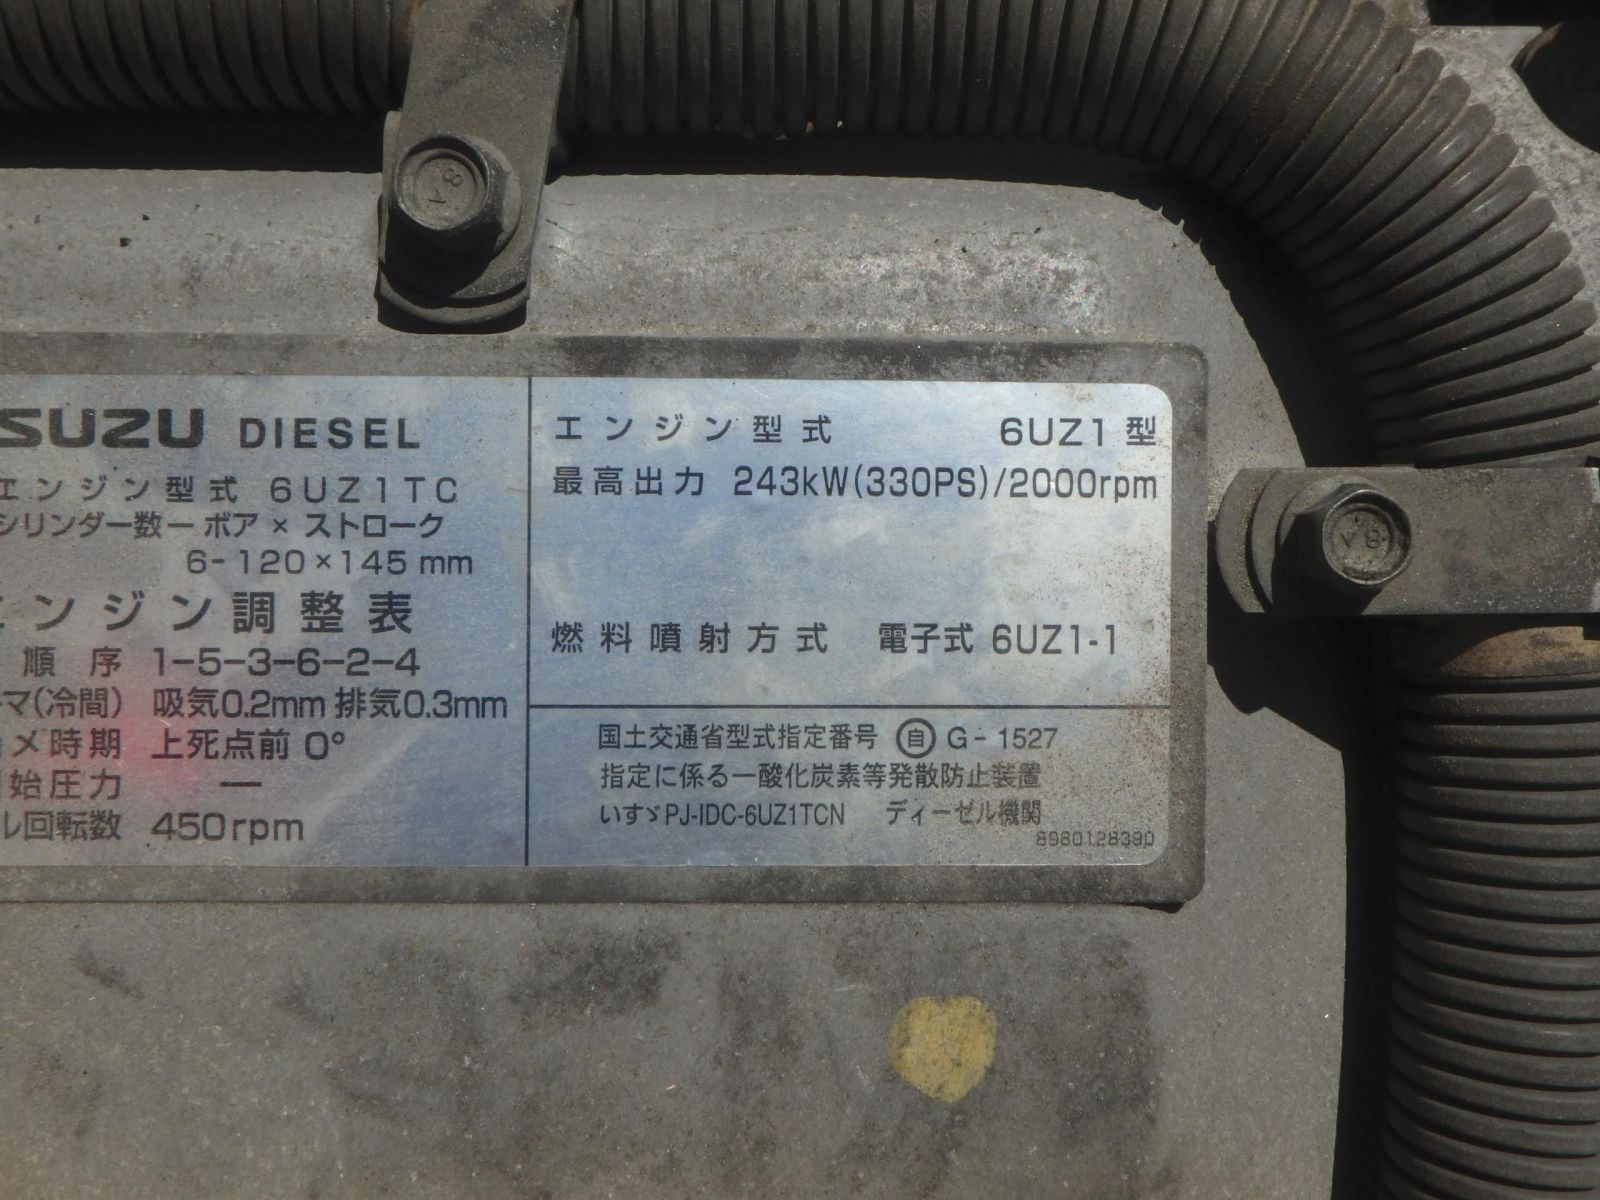 SUZU DIESEL
エンジン型式 6UZ1TC
シリンダー数ー ボア × ストローク
6-120×145 mm
エンジン調整表
順序 1-5-3-6-2-4
マ(冷間) 吸気0.2mm 排気0.3mm
メ時期 上死点前 0°
始圧力 ー
ル回転数 450rpm
エンジン型式 6UZ1型
最高出力 243kW(330PS)/2000rpm
燃料噴射方式 電子式 6UZ1-1
国土交通省型式指定番号 自 G-1527
指定に係る一酸化炭素等発散防止装置
いすゞPJ-IDC-6UZ1TCN ディーゼル機関
8980128390
8
8